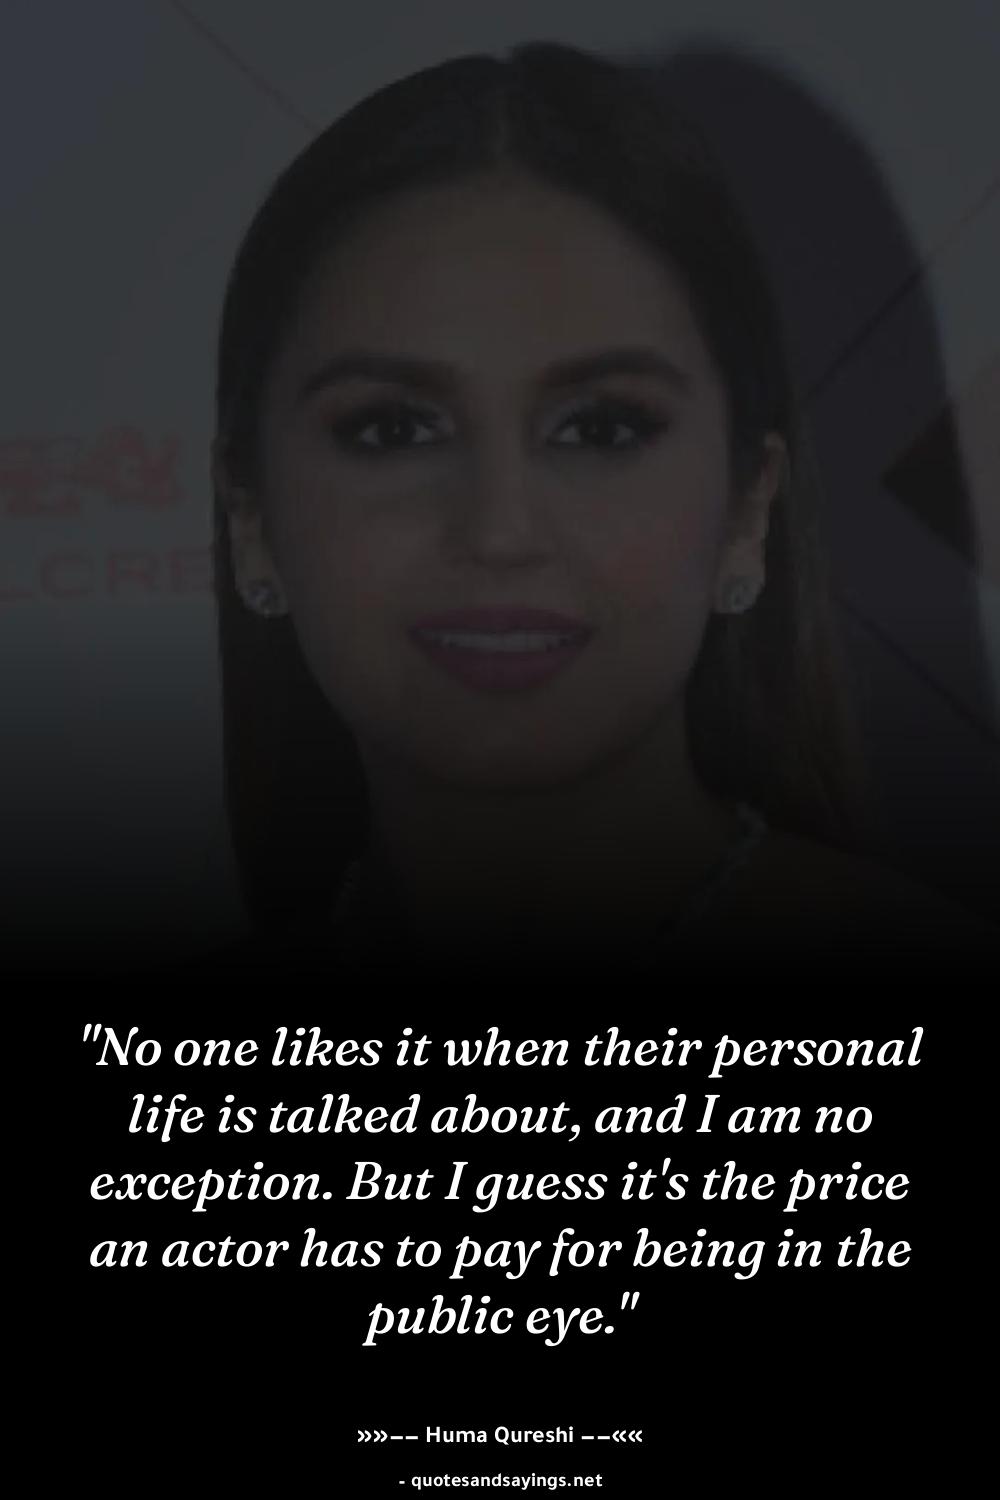 LCRE
"No one likes it when their personal
life is talked about, and I am no
exception. But I guess it's the price
an actor has to pay for being in the
public eye."
»»–– Huma Qureshi ––««
- quotesandsayings.net